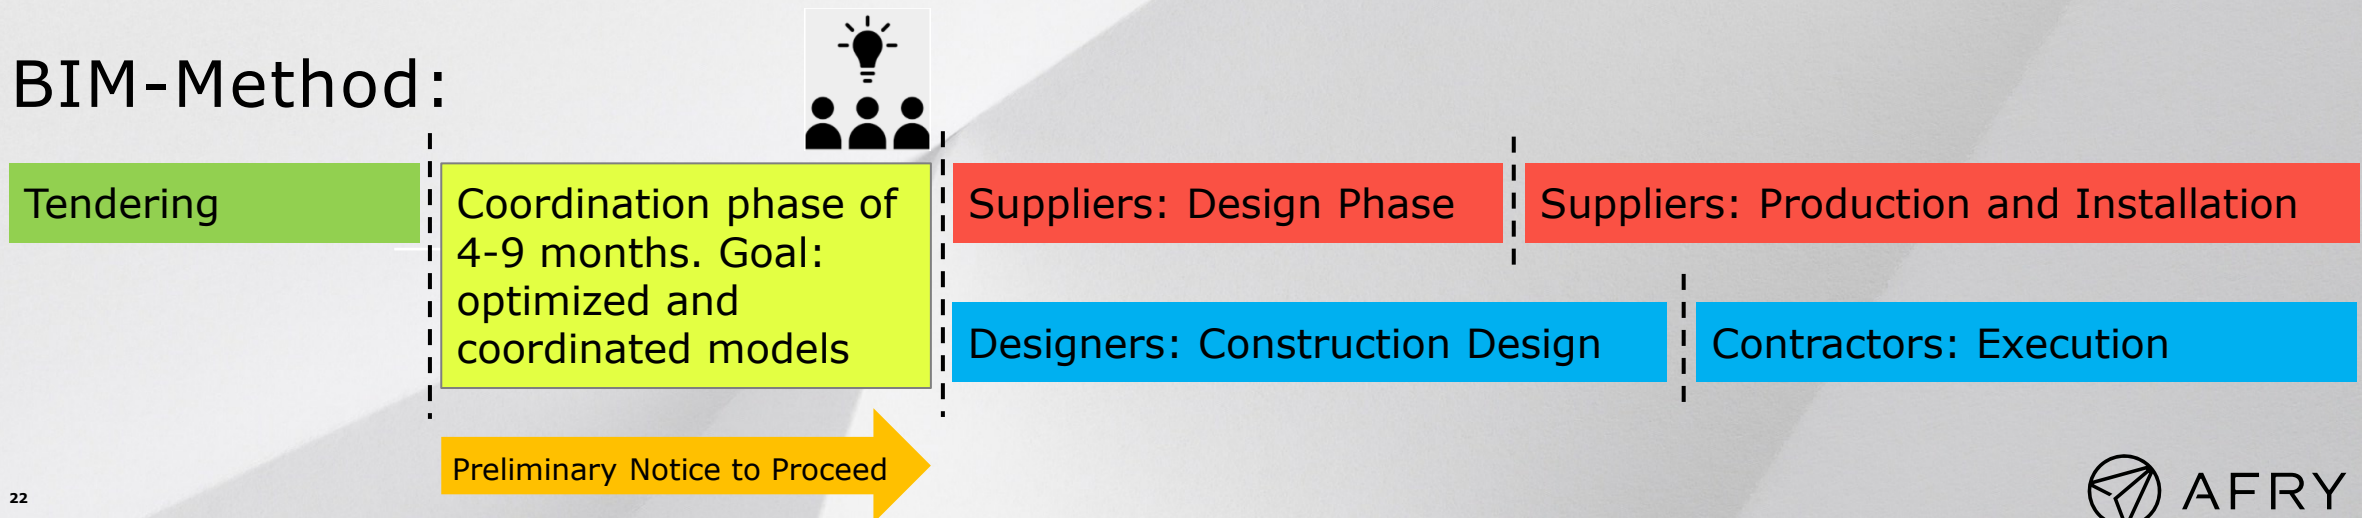 BIM-Method:
Tendering
Coordination phase of
4-9 months. Goal:
optimized and
coordinated models
Suppliers: Design Phase
Suppliers: Production and Installation
Designers: Construction Design
Contractors: Execution
Preliminary Notice to Proceed
22
AFRY